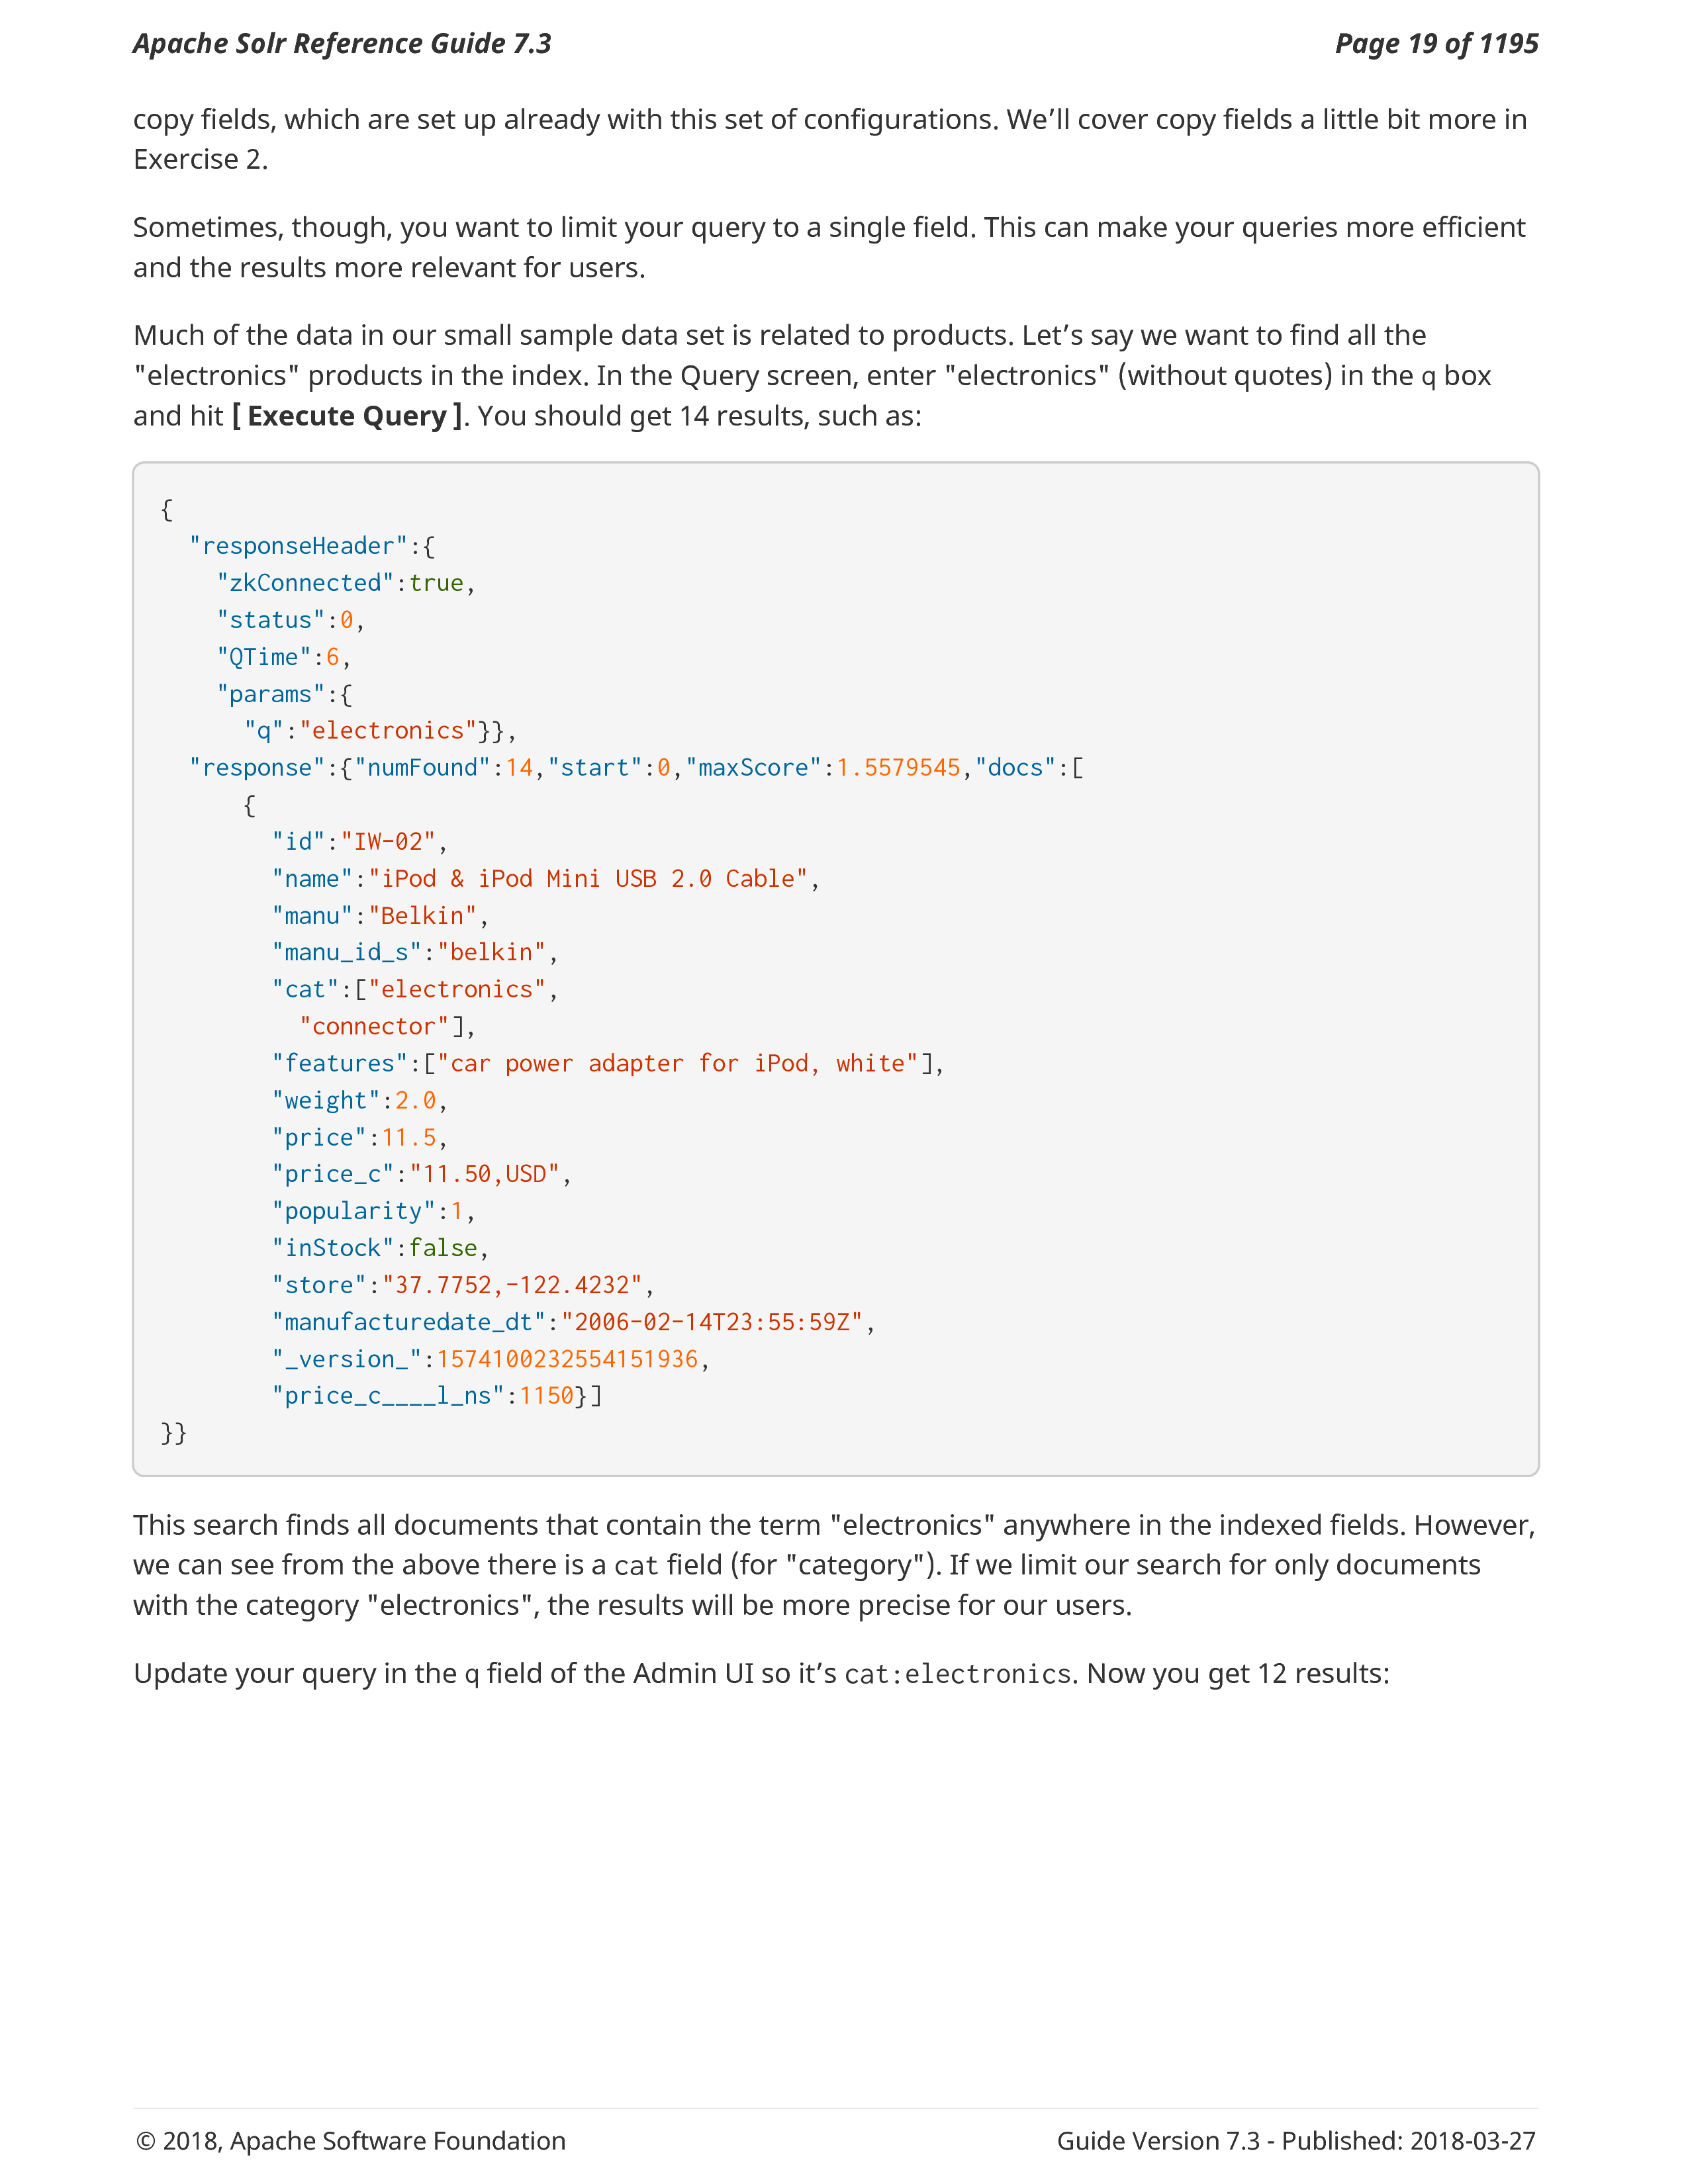 Apache Solr Reference Guide 7.3 Page 19 of 1195
copy fields, which are set up already with this set of configurations. We’ll cover copy fields a little bit more in
Exercise 2.
Sometimes, though, you want to limit your query to a single field. This can make your queries more efficient
and the results more relevant for users.
Much of the data in our small sample data set is related to products. Let’s say we want to find all the
"electronics" products in the index. In the Query screen, enter "electronics" (without quotes) in the q box
and hit [ Execute Query ]. You should get 14 results, such as:
{
  "responseHeader":{
    "zkConnected":true,
    "status":0,
    "QTime":6,
    "params":{
      "q":"electronics"}},
  "response":{"numFound":14,"start":0,"maxScore":1.5579545,"docs":[
      {
        "id":"IW-02",
        "name":"iPod & iPod Mini USB 2.0 Cable",
        "manu":"Belkin",
        "manu_id_s":"belkin",
        "cat":["electronics",
          "connector"],
        "features":["car power adapter for iPod, white"],
        "weight":2.0,
        "price":11.5,
        "price_c":"11.50,USD",
        "popularity":1,
        "inStock":false,
        "store":"37.7752,-122.4232",
        "manufacturedate_dt":"2006-02-14T23:55:59Z",
        "_version_":1574100232554151936,
        "price_c____l_ns":1150}]
}}
This search finds all documents that contain the term "electronics" anywhere in the indexed fields. However,
we can see from the above there is a cat field (for "category"). If we limit our search for only documents
with the category "electronics", the results will be more precise for our users.
Update your query in the q field of the Admin UI so it’s cat:electronics. Now you get 12 results:
© 2018, Apache Software Foundation Guide Version 7.3 - Published: 2018-03-27